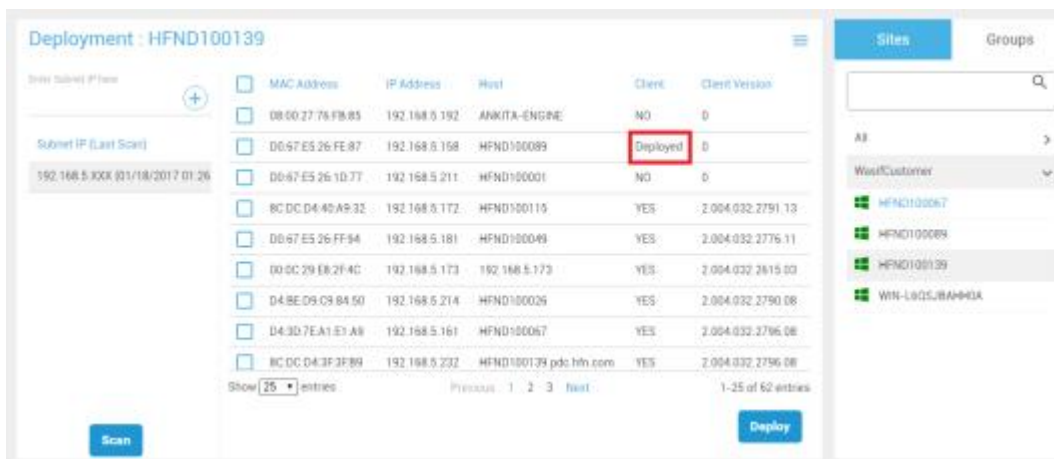 Deployment : HFND100139
Enter Subnet IP here
Subnet IP (Last Scan)
192.168.5.XXX (01/18/2017 01:26
Scan
MAC Address IP Address Host Client Client Version
08:00:27:76:FB:85 192.168.5.192 ANKITA-ENGINE NO 0
D0:67:E5:26:FE:87 192.168.5.158 HFND100089 Deployed 0
D0:67:E5:26:1D:77 192.168.5.211 HFND100001 NO 0
8C:DC:D4:40:A9:32 192.168.5.172 HFND100115 YES 2.004.032.2791.13
D0:67:E5:26:FF:94 192.168.5.181 HFND100049 YES 2.004.032.2776.11
00:0C:29:E8:2F:4C 192.168.5.173 192.168.5.173 YES 2.004.032.2615.03
D4:BE:D9:C9:84:50 192.168.5.214 HFND100026 YES 2.004.032.2790.08
D4:3D:7E:A1:E1:A9 192.168.5.161 HFND100067 YES 2.004.032.2796.08
8C:DC:D4:3F:3F:B9 192.168.5.232 HFND100139.pdc.hfn.com YES 2.004.032.2796.08
Show 25 entries Previous 1 2 3 Next 1-25 of 62 entries
Deploy
Sites Groups
All
WasifCustomer
HFND100067
HFND100089
HFND100139